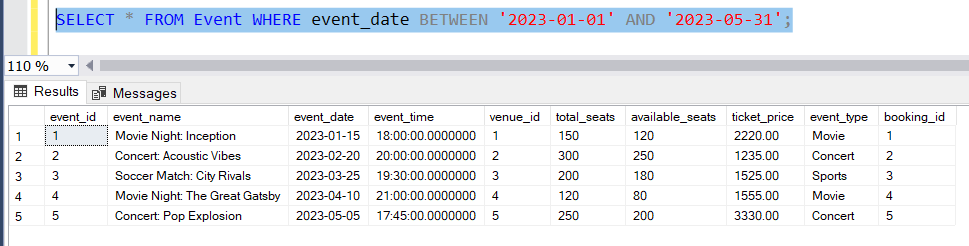 SELECT * FROM Event WHERE event_date BETWEEN '2023-01-01' AND '2023-05-31';
110 %
Results Messages
event_id event_name event_date event_time venue_id total_seats available_seats ticket_price event_type booking_id
1 1 Movie Night: Inception 2023-01-15 18:00:00.0000000 1 150 120 2220.00 Movie 1
2 2 Concert: Acoustic Vibes 2023-02-20 20:00:00.0000000 2 300 250 1235.00 Concert 2
3 3 Soccer Match: City Rivals 2023-03-25 19:30:00.0000000 3 200 180 1525.00 Sports 3
4 4 Movie Night: The Great Gatsby 2023-04-10 21:00:00.0000000 4 120 80 1555.00 Movie 4
5 5 Concert: Pop Explosion 2023-05-05 17:45:00.0000000 5 250 200 3330.00 Concert 5